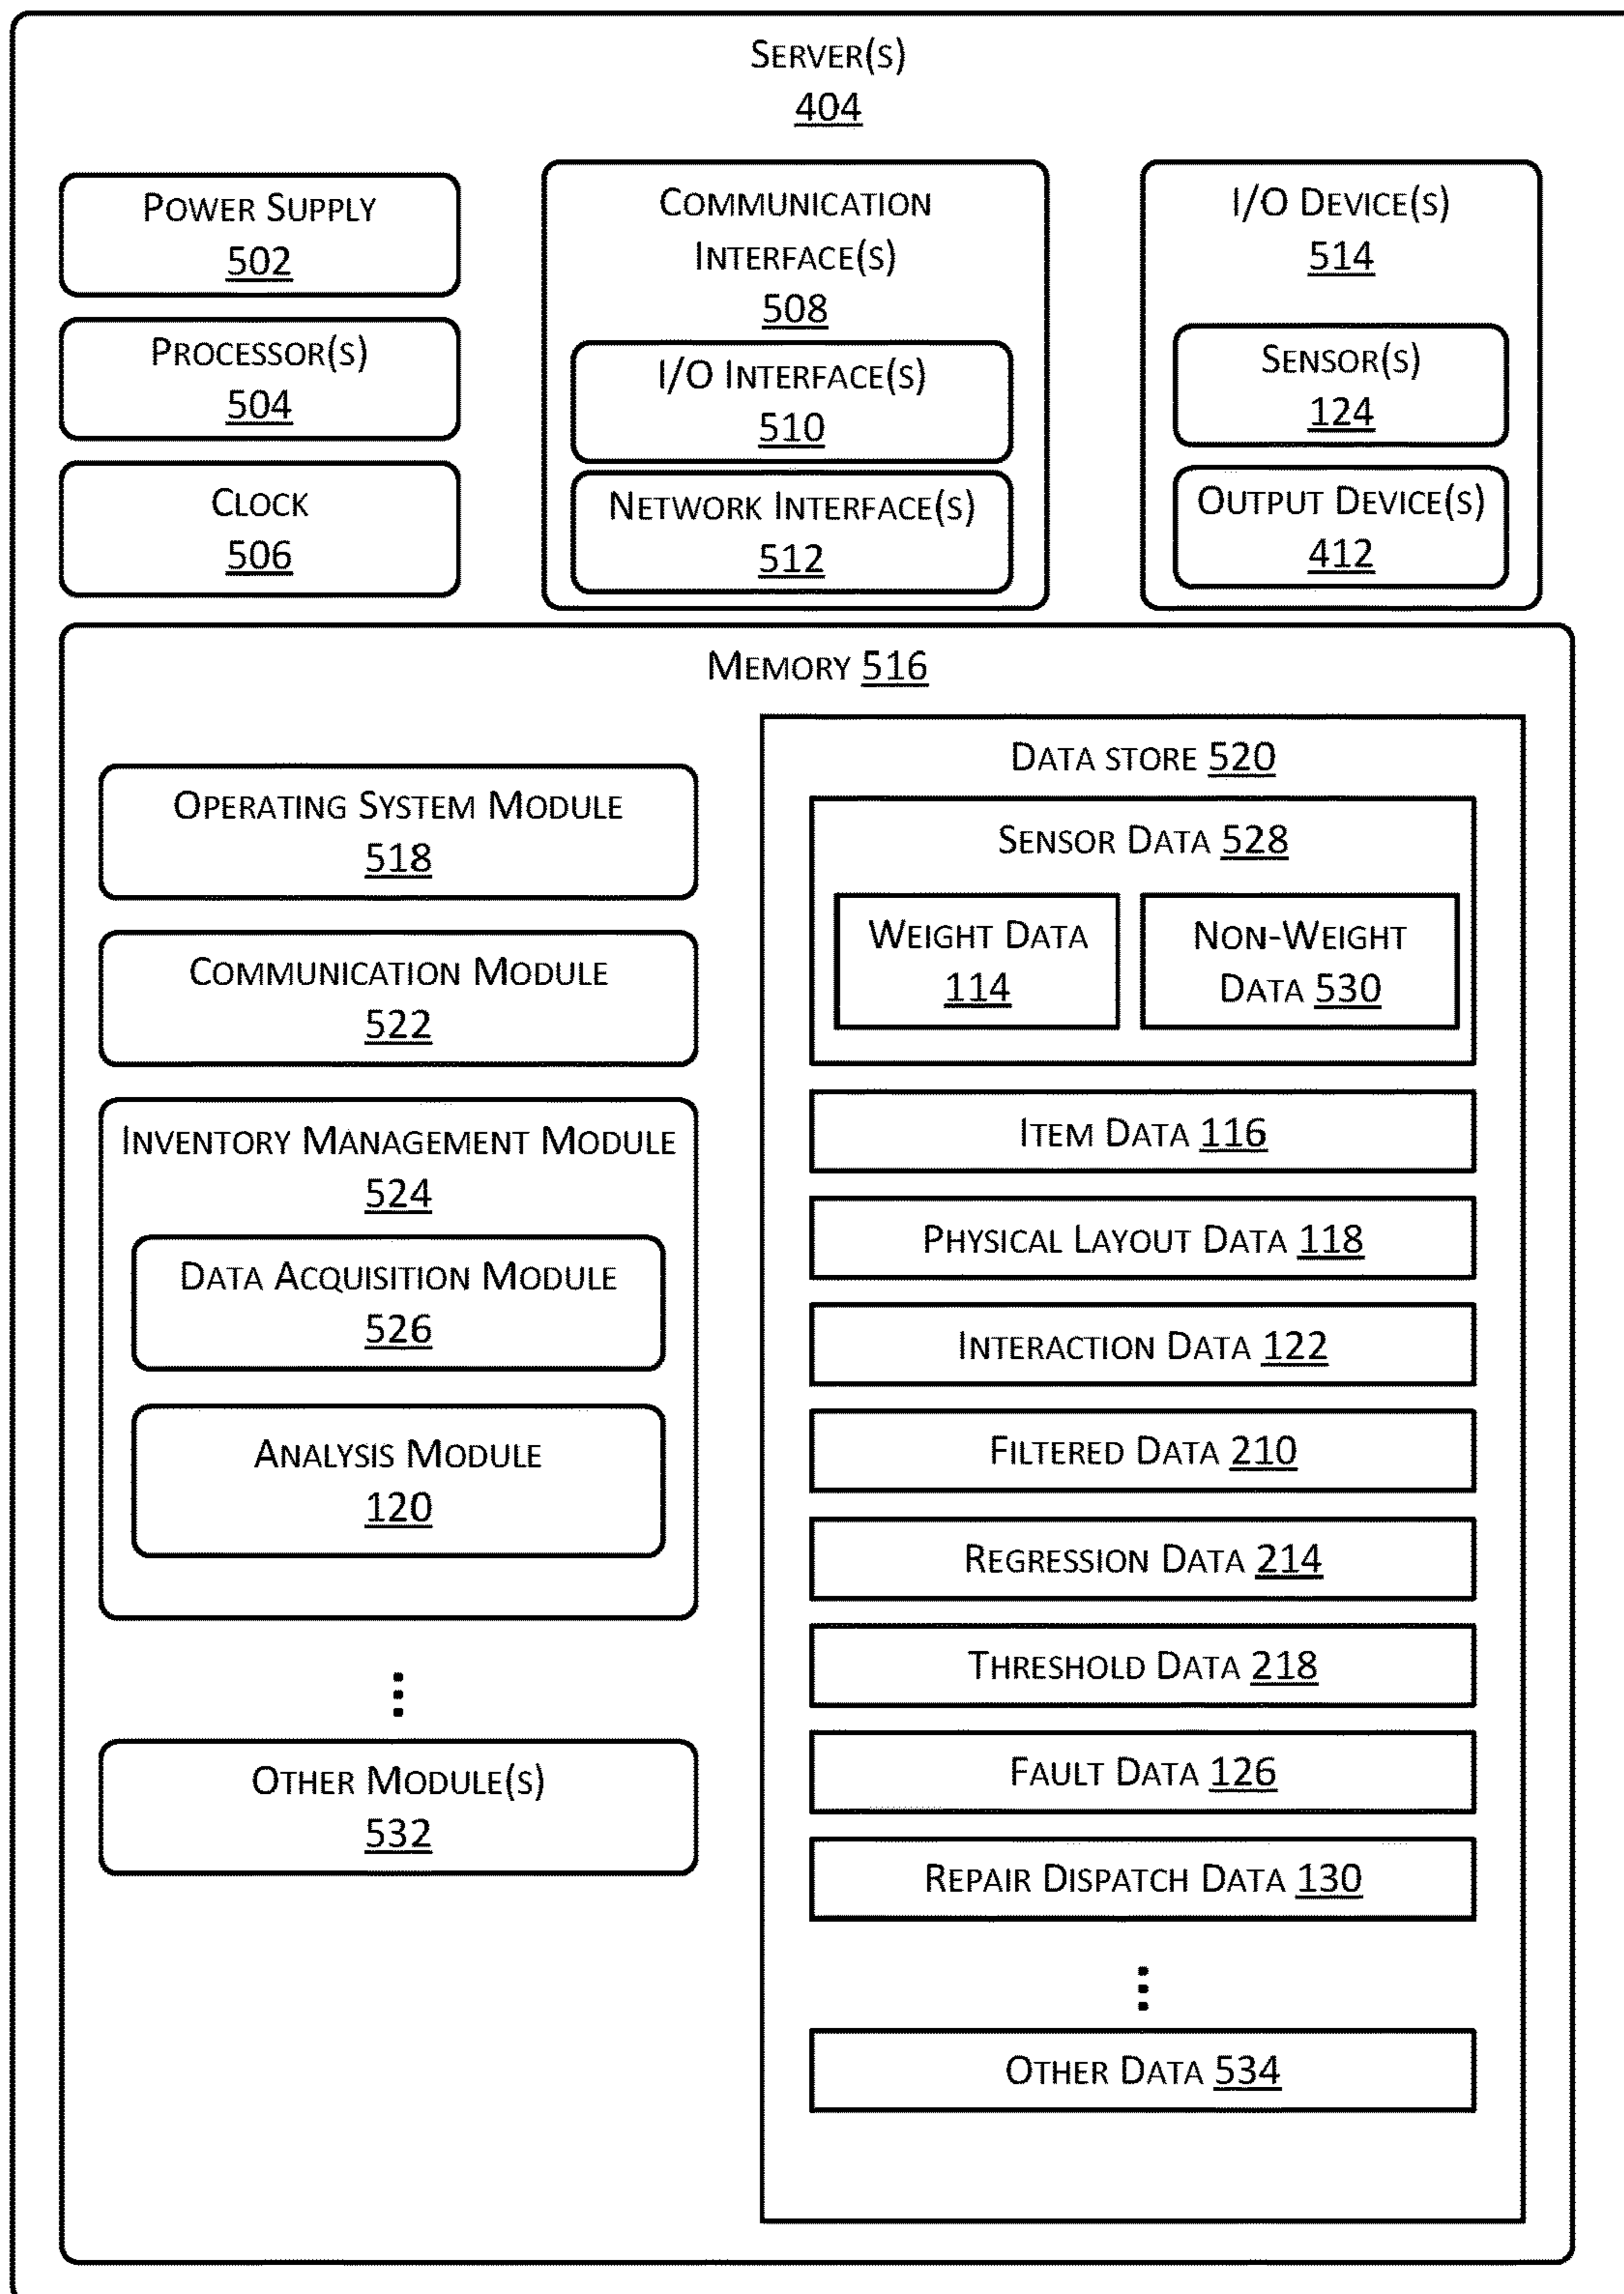 SERVER(S)
404
POWER SUPPLY
502
PROCESSOR(S)
504
CLOCK
506
COMMUNICATION
INTERFACE(S)
508
I/O INTERFACE(S)
510
NETWORK INTERFACE(S)
512
I/O DEVICE(S)
514
SENSOR(S)
124
OUTPUT DEVICE(S)
412
MEMORY 516
OPERATING SYSTEM MODULE
518
COMMUNICATION MODULE
522
INVENTORY MANAGEMENT MODULE
524
DATA ACQUISITION MODULE
526
ANALYSIS MODULE
120
OTHER MODULE(S)
532
DATA STORE 520
SENSOR DATA 528
WEIGHT DATA
114
NON-WEIGHT
DATA 530
ITEM DATA 116
PHYSICAL LAYOUT DATA 118
INTERACTION DATA 122
FILTERED DATA 210
REGRESSION DATA 214
THRESHOLD DATA 218
FAULT DATA 126
REPAIR DISPATCH DATA 130
OTHER DATA 534